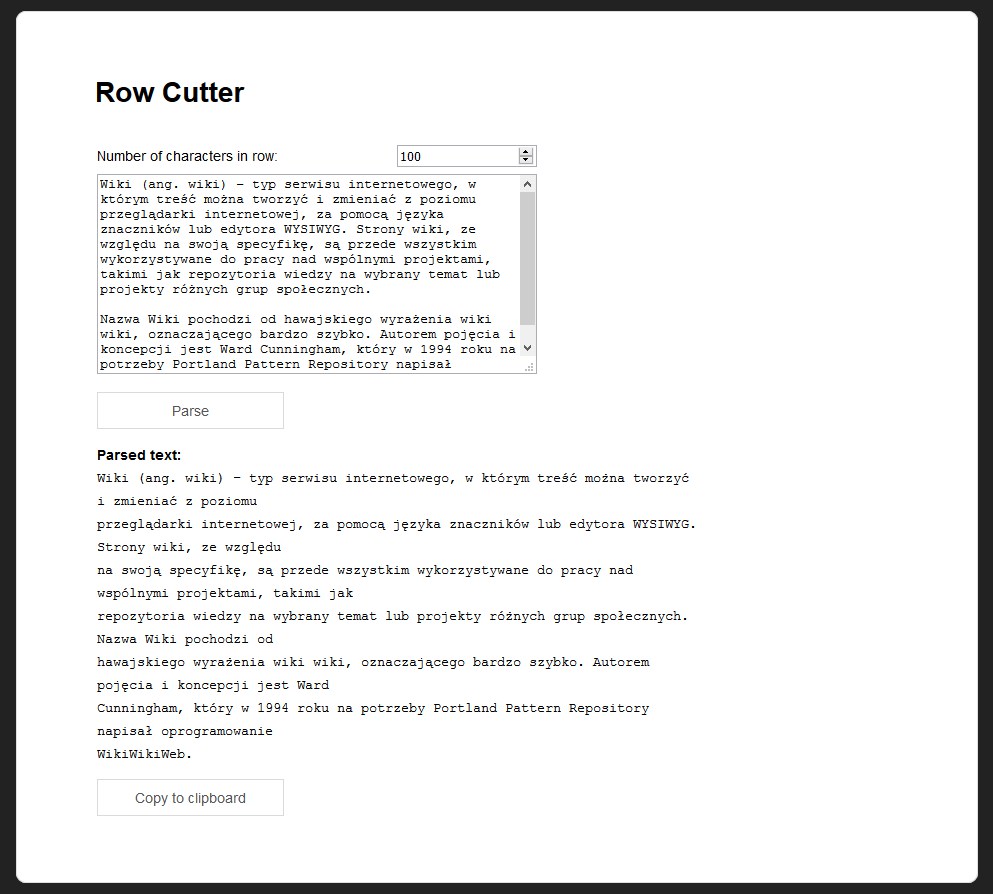 Row Cutter
Number of characters in row:
100
Wiki (ang. wiki) – typ serwisu internetowego, w
którym treść można tworzyć i zmieniać z poziomu
przeglądarki internetowej, za pomocą języka
znaczników lub edytora WYSIWYG. Strony wiki, ze
względu na swoją specyfikę, są przede wszystkim
wykorzystywane do pracy nad wspólnymi projektami,
takimi jak repozytoria wiedzy na wybrany temat lub
projekty różnych grup społecznych.
Nazwa Wiki pochodzi od hawajskiego wyrażenia wiki
wiki, oznaczającego bardzo szybko. Autorem pojęcia i
koncepcji jest Ward Cunningham, który w 1994 roku na
potrzeby Portland Pattern Repository napisał
Parse
Parsed text:
Wiki (ang. wiki) – typ serwisu internetowego, w którym treść można tworzyć
i zmieniać z poziomu
przeglądarki internetowej, za pomocą języka znaczników lub edytora WYSIWYG.
Strony wiki, ze względu
na swoją specyfikę, są przede wszystkim wykorzystywane do pracy nad
wspólnymi projektami, takimi jak
repozytoria wiedzy na wybrany temat lub projekty różnych grup społecznych.
Nazwa Wiki pochodzi od
hawajskiego wyrażenia wiki wiki, oznaczającego bardzo szybko. Autorem
pojęcia i koncepcji jest Ward
Cunningham, który w 1994 roku na potrzeby Portland Pattern Repository
napisał oprogramowanie
WikiWikiWeb.
Copy to clipboard